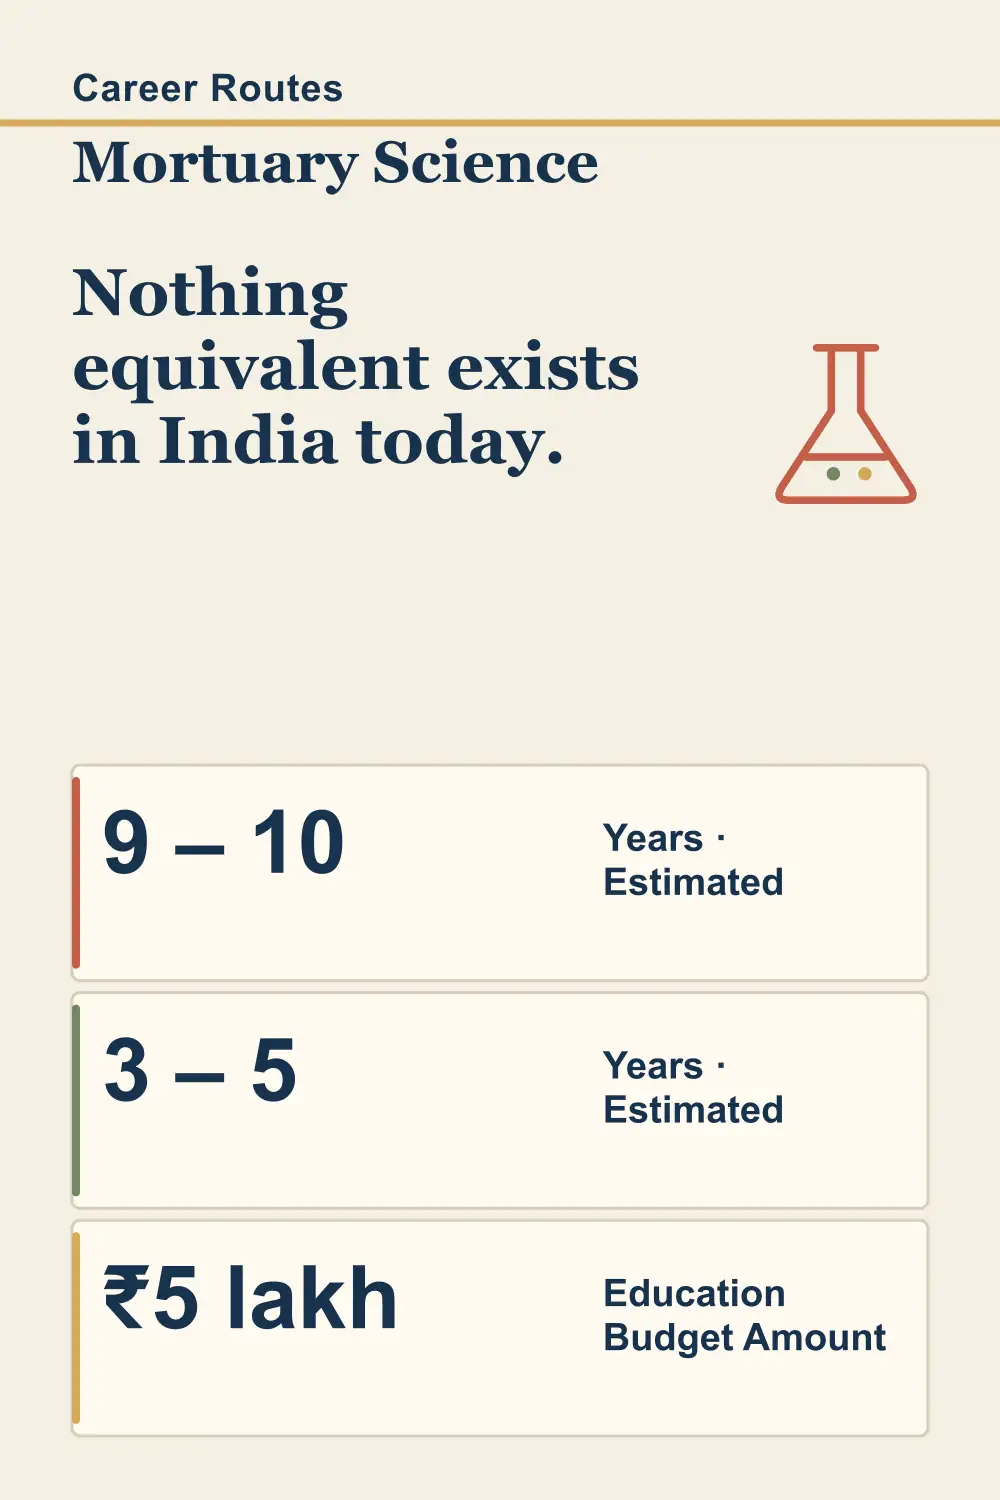 Career Routes
Mortuary Science
Nothing
equivalent exists
in India today.
9 – 10
Years ·
Estimated
3 – 5
Years ·
Estimated
₹5 lakh
Education
Budget Amount